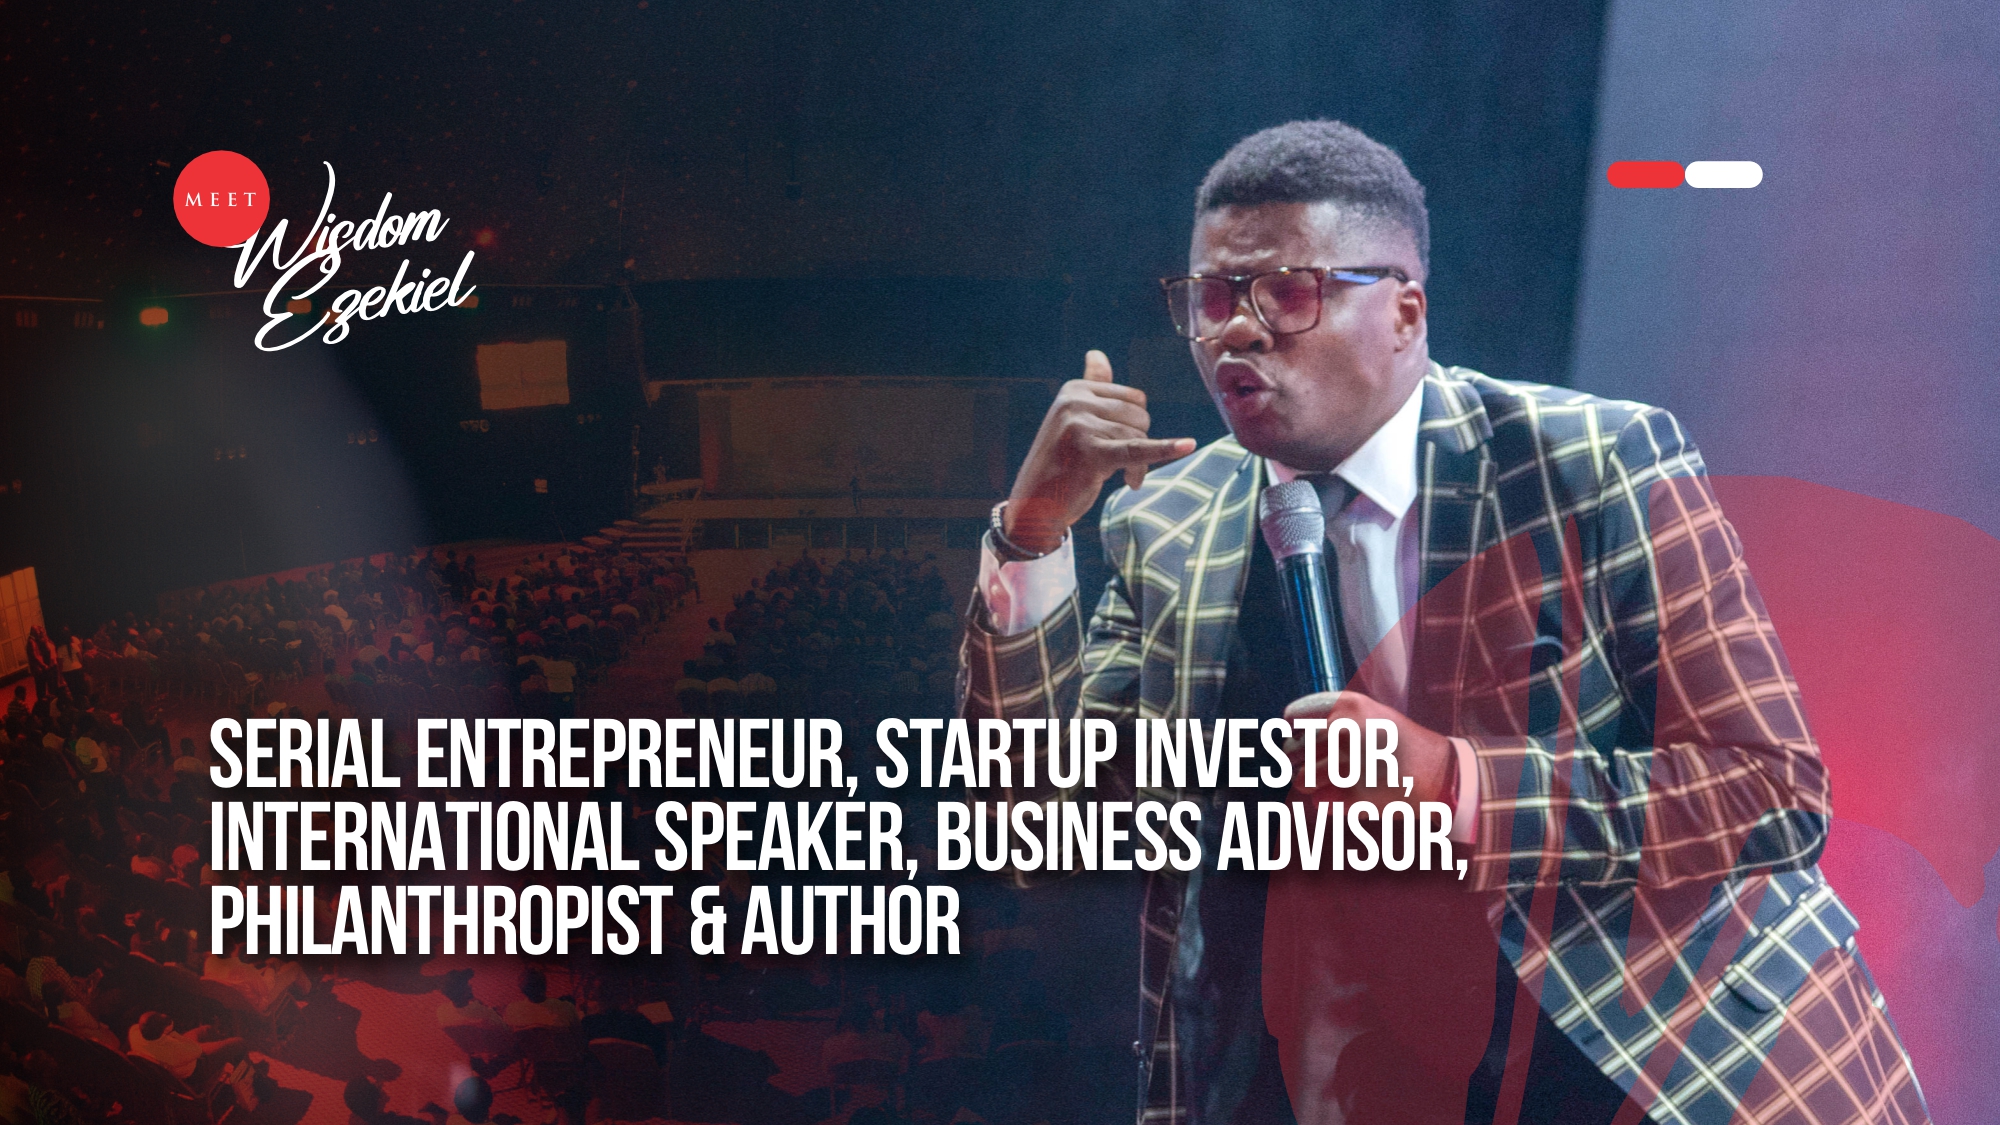 MEET
Wisdom
Ezekiel
SERIAL ENTREPRENEUR, STARTUP INVESTOR,
INTERNATIONAL SPEAKER, BUSINESS ADVISOR,
PHILANTHROPIST & AUTHOR